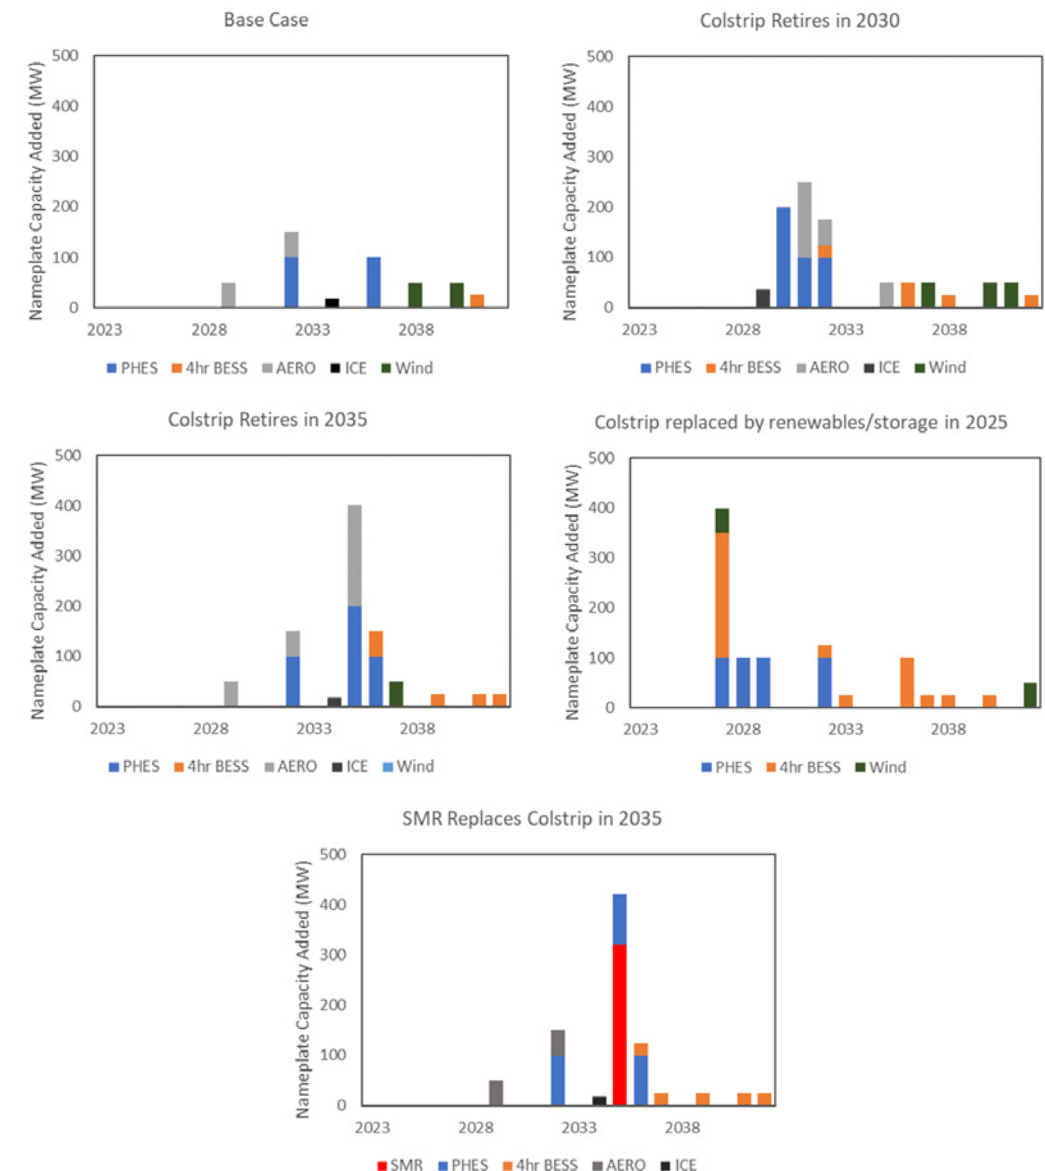 Base Case
Nameplate Capacity Added (MW)
500
400
300
200
100
0
2023 2028 2033 2038
PHES 4hr BESS AERO ICE Wind
Colstrip Retires in 2030
Nameplate Capacity Added (MW)
500
400
300
200
100
0
2023 2028 2033 2038
PHES 4hr BESS AERO ICE Wind
Colstrip Retires in 2035
Nameplate Capacity Added (MW)
500
400
300
200
100
0
2023 2028 2033 2038
PHES 4hr BESS AERO ICE Wind
Colstrip replaced by renewables/storage in 2025
Nameplate Capacity Added (MW)
500
400
300
200
100
0
2023 2028 2033 2038
PHES 4hr BESS Wind
SMR Replaces Colstrip in 2035
Nameplate Capacity Added (MW)
500
400
300
200
100
0
2023 2028 2033 2038
SMR PHES 4hr BESS AERO ICE